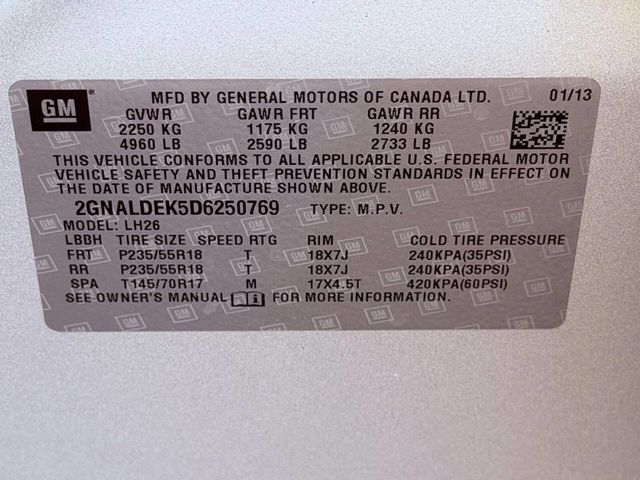 GM
MFD BY GENERAL MOTORS OF CANADA LTD. 01/13
GVWR GAWR FRT GAWR RR
2250 KG 1175 KG 1240 KG
4960 LB 2590 LB 2733 LB
THIS VEHICLE CONFORMS TO ALL APPLICABLE U.S. FEDERAL MOTOR
VEHICLE SAFETY AND THEFT PREVENTION STANDARDS IN EFFECT ON
THE DATE OF MANUFACTURE SHOWN ABOVE.
2GNALDEK5D6250769 TYPE: M.P.V.
MODEL: LH26
LBBH TIRE SIZE SPEED RTG RIM COLD TIRE PRESSURE
FRT P235/55R18 T 18X7J 240KPA(35PSI)
RR P235/55R18 T 18X7J 240KPA(35PSI)
SPA T145/70R17 M 17X4.5T 420KPA(60PSI)
SEE OWNER'S MANUAL FOR MORE INFORMATION.